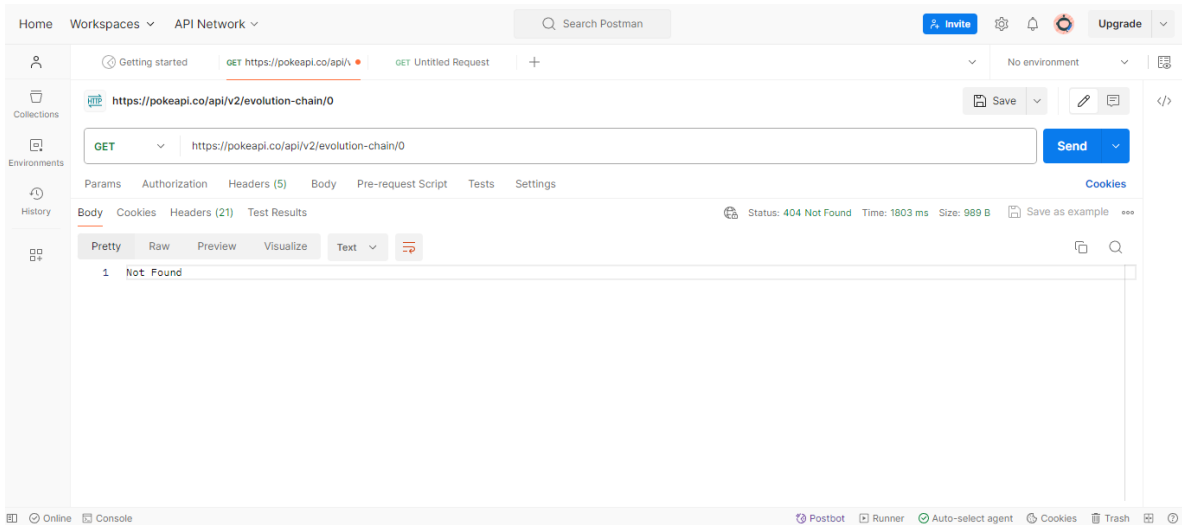 Home Workspaces API Network Search Postman Invite Upgrade
Getting started GET https://pokeapi.co/api/v GET Untitled Request No environment
HTTP https://pokeapi.co/api/v2/evolution-chain/0 Save
Collections
GET https://pokeapi.co/api/v2/evolution-chain/0 Send
Environments
Params Authorization Headers (5) Body Pre-request Script Tests Settings Cookies
History
Body Cookies Headers (21) Test Results Status: 404 Not Found Time: 1803 ms Size: 989 B Save as example
Pretty Raw Preview Visualize Text
1 Not Found
Online Console Postbot Runner Auto-select agent Cookies Trash